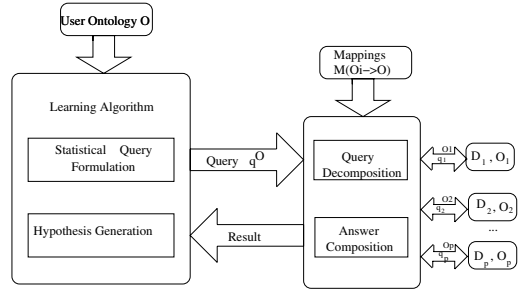 User Ontology O
Mappings
M(Oi->O)
Learning Algorithm
Statistical Query
Formulation
Query q^O
Query
Decomposition
O1
q1
D1, O1
O2
q2
D2, O2
...
Hypothesis Generation
Result
Answer
Composition
Op
qp
Dp, Op